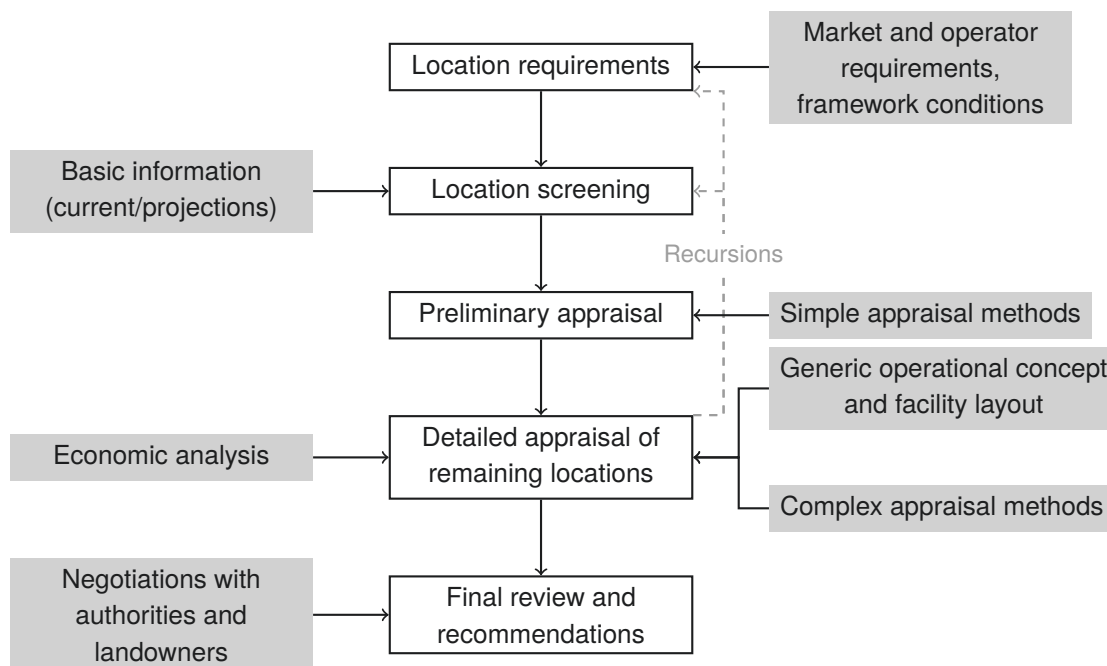 Market and operator
requirements,
framework conditions
Location requirements
Basic information
(current/projections)
Location screening
Recursions
Preliminary appraisal
Simple appraisal methods
Generic operational concept
and facility layout
Economic analysis
Detailed appraisal of
remaining locations
Complex appraisal methods
Negotiations with
authorities and
landowners
Final review and
recommendations